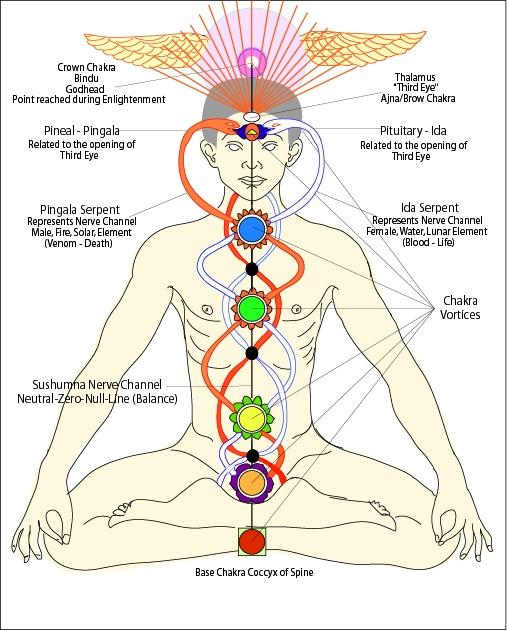 Crown Chakra
Bindu
Godhead
Point reached during Enlightenment
Thalamus
"Third Eye"
Ajna/Brow Chakra
Pineal - Pingala
Related to the opening of
Third Eye
Pituitary - Ida
Related to the opening of
Third Eye
Pingala Serpent
Represents Nerve Channel
Male, Fire, Solar, Element
(Venom - Death)
Ida Serpent
Represents Nerve Channel
Female, Water, Lunar Element
(Blood - Life)
Chakra
Vortices
Sushumna Nerve Channel
Neutral-Zero-Null-Line (Balance)
Base Chakra Coccyx of Spine